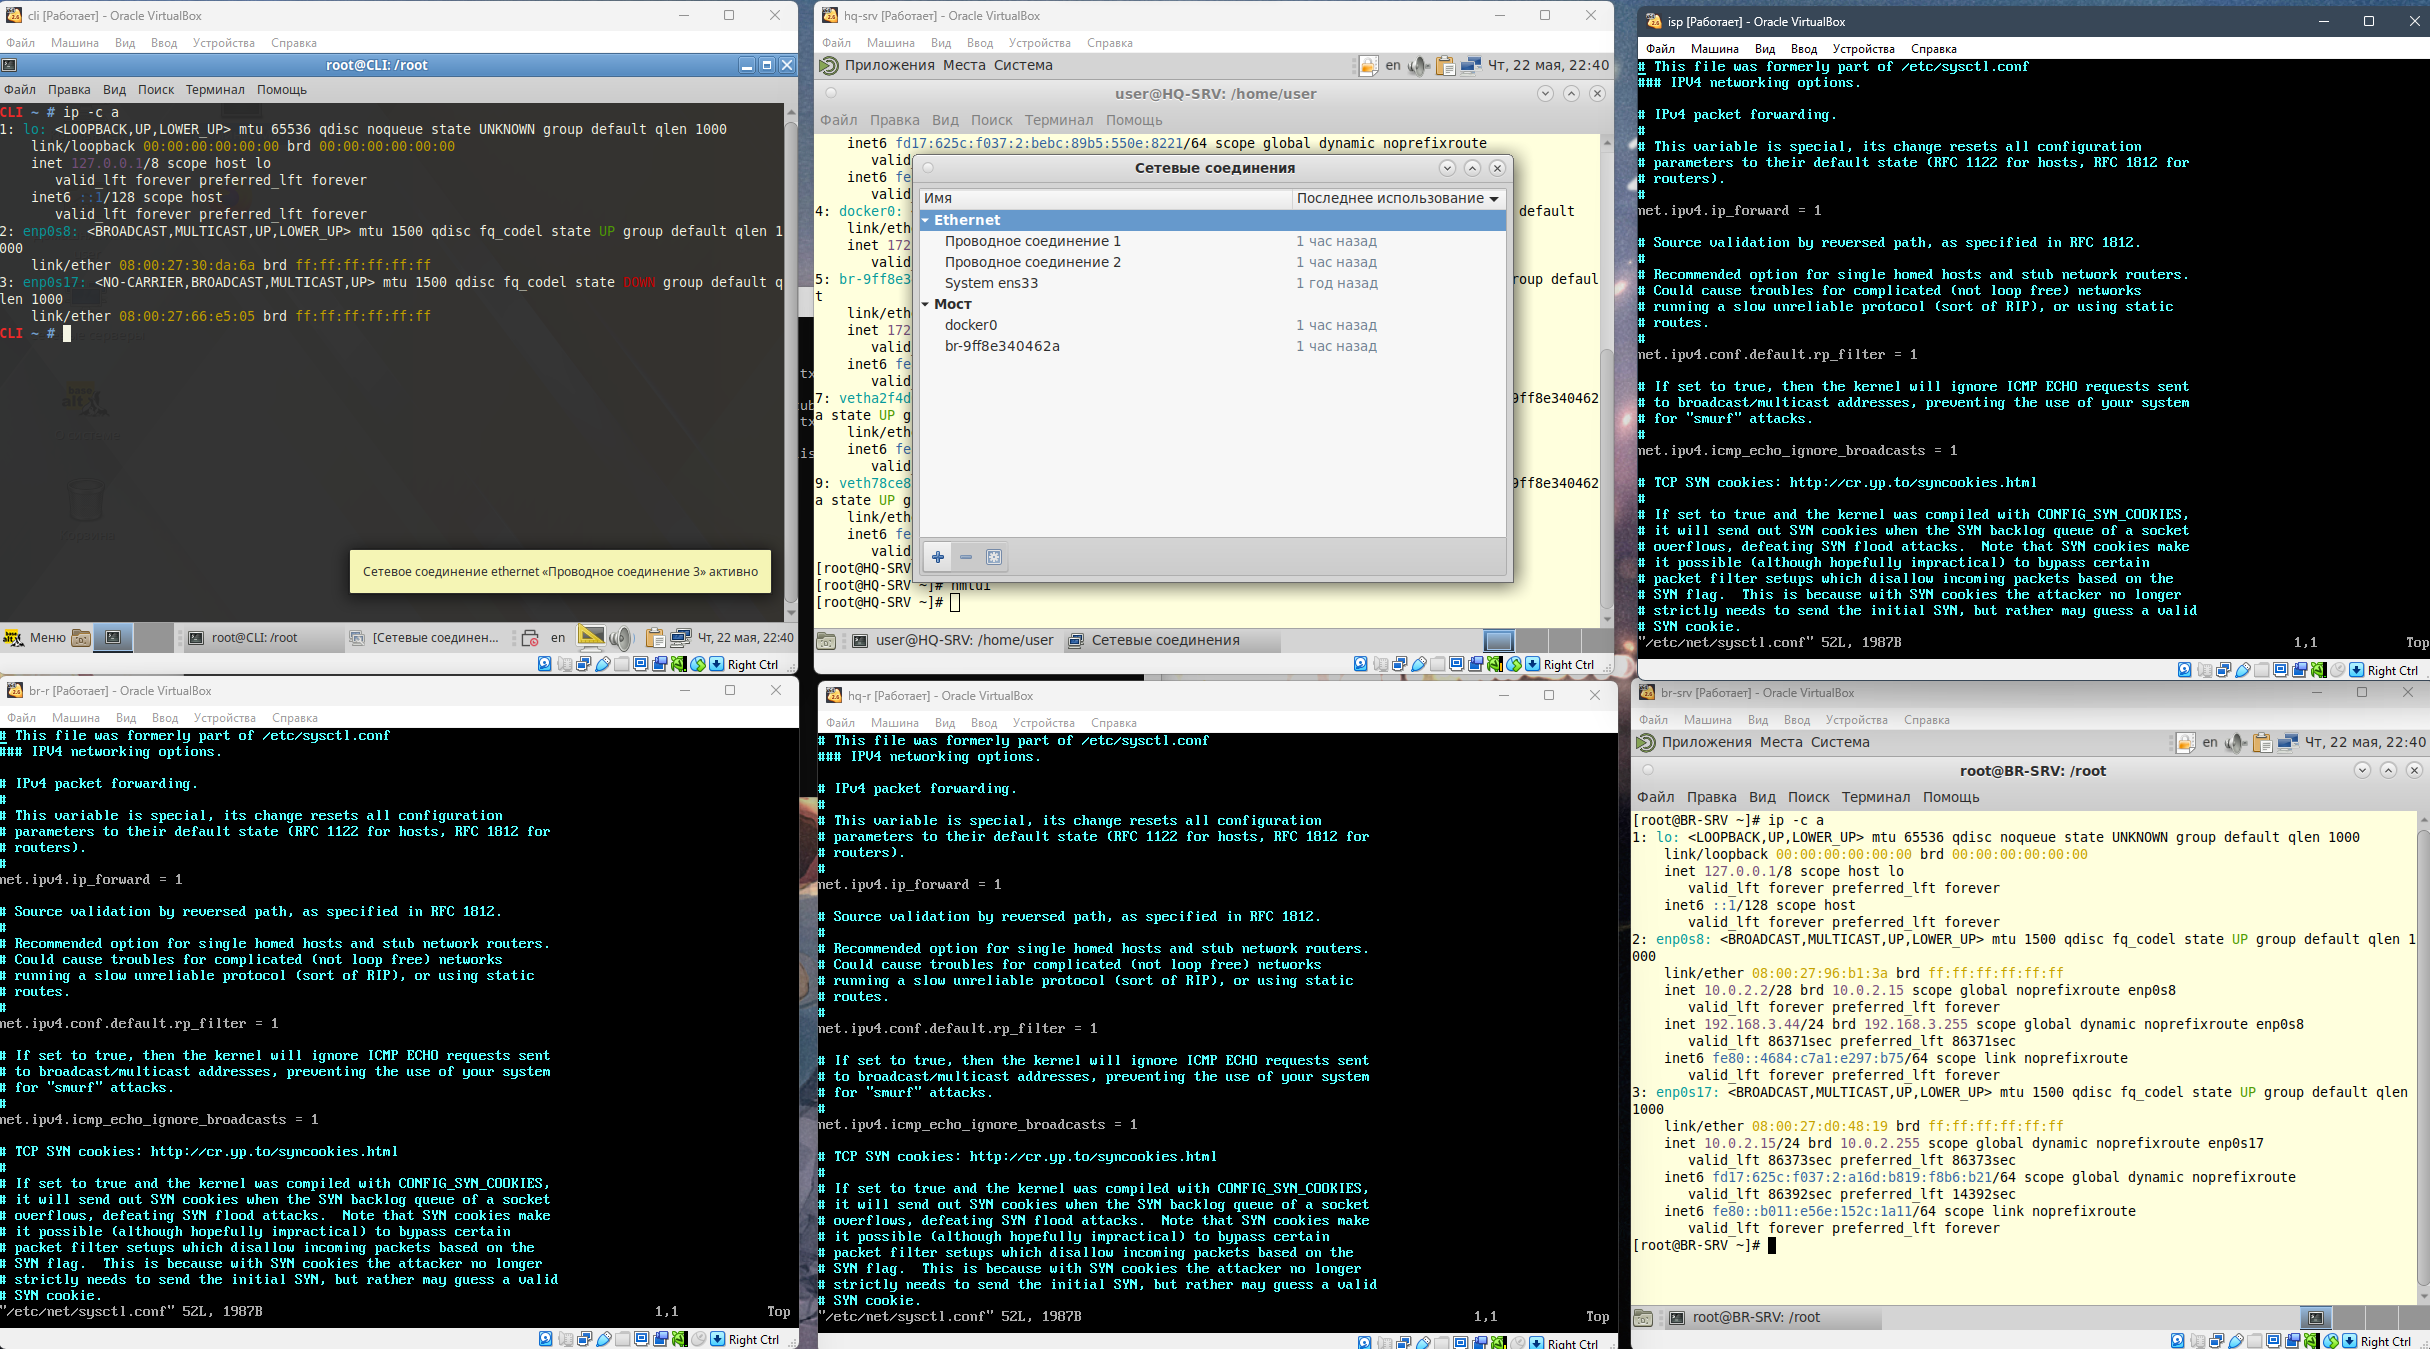 cli [Работает] - Oracle VirtualBox
Файл Машина Вид Ввод Устройства Справка
root@CLI: /root
Файл Правка Вид Поиск Терминал Помощь
CLI ~ # ip -c a
1: lo: <LOOPBACK,UP,LOWER_UP> mtu 65536 qdisc noqueue state UNKNOWN group default qlen 1000
link/loopback 00:00:00:00:00:00 brd 00:00:00:00:00:00
inet 127.0.0.1/8 scope host lo
valid_lft forever preferred_lft forever
inet6 ::1/128 scope host
valid_lft forever preferred_lft forever
2: enp0s8: <BROADCAST,MULTICAST,UP,LOWER_UP> mtu 1500 qdisc fq_codel state UP group default qlen 1
000
link/ether 08:00:27:30:da:6a brd ff:ff:ff:ff:ff:ff
3: enp0s17: <NO-CARRIER,BROADCAST,MULTICAST,UP> mtu 1500 qdisc fq_codel state DOWN group default q
len 1000
link/ether 08:00:27:66:e5:05 brd ff:ff:ff:ff:ff:ff
CLI ~ #
Сетевое соединение ethernet «Проводное соединение 3» активно
Меню root@CLI: /root [Сетевые соединен... en Чт, 22 мая, 22:40
Right Ctrl
hq-srv [Работает] - Oracle VirtualBox
Файл Машина Вид Ввод Устройства Справка
Приложения Места Система en Чт, 22 мая, 22:40
user@HQ-SRV: /home/user
Файл Правка Вид Поиск Терминал Помощь
inet6 fd17:625c:f037:2:bebc:89b5:550e:8221/64 scope global dynamic noprefixroute
valid
inet6 fe
valid
4: docker0: default
link/eth
inet 172
valid
5: br-9ff8e3 roup defaul
t
link/eth
inet 172
valid
inet6 fe
valid
7: vetha2f4d 9ff8e340462
a state UP g
link/eth
inet6 fe
valid
9: veth78ce8 9ff8e340462
a state UP g
link/eth
inet6 fe
valid
[root@HQ-SRV
[root@HQ-SRV ~]# nmtui
[root@HQ-SRV ~]#
Сетевые соединения
Имя Последнее использование
Ethernet
Проводное соединение 1 1 час назад
Проводное соединение 2 1 час назад
System ens33 1 год назад
Мост
docker0 1 час назад
br-9ff8e340462a 1 час назад
user@HQ-SRV: /home/user Сетевые соединения
Right Ctrl
isp [Работает] - Oracle VirtualBox
Файл Машина Вид Ввод Устройства Справка
# This file was formerly part of /etc/sysctl.conf
### IPV4 networking options.
# IPv4 packet forwarding.
#
# This variable is special, its change resets all configuration
# parameters to their default state (RFC 1122 for hosts, RFC 1812 for
# routers).
#
net.ipv4.ip_forward = 1
# Source validation by reversed path, as specified in RFC 1812.
#
# Recommended option for single homed hosts and stub network routers.
# Could cause troubles for complicated (not loop free) networks
# running a slow unreliable protocol (sort of RIP), or using static
# routes.
#
net.ipv4.conf.default.rp_filter = 1
# If set to true, then the kernel will ignore ICMP ECHO requests sent
# to broadcast/multicast addresses, preventing the use of your system
# for "smurf" attacks.
#
net.ipv4.icmp_echo_ignore_broadcasts = 1
# TCP SYN cookies: http://cr.yp.to/syncookies.html
#
# If set to true and the kernel was compiled with CONFIG_SYN_COOKIES,
# it will send out SYN cookies when the SYN backlog queue of a socket
# overflows, defeating SYN flood attacks.  Note that SYN cookies make
# it possible (although hopefully impractical) to bypass certain
# packet filter setups which disallow incoming packets based on the
# SYN flag.  This is because with SYN cookies the attacker no longer
# strictly needs to send the initial SYN, but rather may guess a valid
# SYN cookie.
"/etc/net/sysctl.conf" 52L, 1987B 1,1 Top
Right Ctrl
br-r [Работает] - Oracle VirtualBox
Файл Машина Вид Ввод Устройства Справка
# This file was formerly part of /etc/sysctl.conf
### IPV4 networking options.
# IPv4 packet forwarding.
#
# This variable is special, its change resets all configuration
# parameters to their default state (RFC 1122 for hosts, RFC 1812 for
# routers).
#
net.ipv4.ip_forward = 1
# Source validation by reversed path, as specified in RFC 1812.
#
# Recommended option for single homed hosts and stub network routers.
# Could cause troubles for complicated (not loop free) networks
# running a slow unreliable protocol (sort of RIP), or using static
# routes.
#
net.ipv4.conf.default.rp_filter = 1
# If set to true, then the kernel will ignore ICMP ECHO requests sent
# to broadcast/multicast addresses, preventing the use of your system
# for "smurf" attacks.
#
net.ipv4.icmp_echo_ignore_broadcasts = 1
# TCP SYN cookies: http://cr.yp.to/syncookies.html
#
# If set to true and the kernel was compiled with CONFIG_SYN_COOKIES,
# it will send out SYN cookies when the SYN backlog queue of a socket
# overflows, defeating SYN flood attacks.  Note that SYN cookies make
# it possible (although hopefully impractical) to bypass certain
# packet filter setups which disallow incoming packets based on the
# SYN flag.  This is because with SYN cookies the attacker no longer
# strictly needs to send the initial SYN, but rather may guess a valid
# SYN cookie.
"/etc/net/sysctl.conf" 52L, 1987B 1,1 Top
Right Ctrl
hq-r [Работает] - Oracle VirtualBox
Файл Машина Вид Ввод Устройства Справка
# This file was formerly part of /etc/sysctl.conf
### IPV4 networking options.
# IPv4 packet forwarding.
#
# This variable is special, its change resets all configuration
# parameters to their default state (RFC 1122 for hosts, RFC 1812 for
# routers).
#
net.ipv4.ip_forward = 1
# Source validation by reversed path, as specified in RFC 1812.
#
# Recommended option for single homed hosts and stub network routers.
# Could cause troubles for complicated (not loop free) networks
# running a slow unreliable protocol (sort of RIP), or using static
# routes.
#
net.ipv4.conf.default.rp_filter = 1
# If set to true, then the kernel will ignore ICMP ECHO requests sent
# to broadcast/multicast addresses, preventing the use of your system
# for "smurf" attacks.
#
net.ipv4.icmp_echo_ignore_broadcasts = 1
# TCP SYN cookies: http://cr.yp.to/syncookies.html
#
# If set to true and the kernel was compiled with CONFIG_SYN_COOKIES,
# it will send out SYN cookies when the SYN backlog queue of a socket
# overflows, defeating SYN flood attacks.  Note that SYN cookies make
# it possible (although hopefully impractical) to bypass certain
# packet filter setups which disallow incoming packets based on the
# SYN flag.  This is because with SYN cookies the attacker no longer
# strictly needs to send the initial SYN, but rather may guess a valid
# SYN cookie.
"/etc/net/sysctl.conf" 52L, 1987B 1,1 Top
Right Ctrl
br-srv [Работает] - Oracle VirtualBox
Файл Машина Вид Ввод Устройства Справка
Приложения Места Система en Чт, 22 мая, 22:40
root@BR-SRV: /root
Файл Правка Вид Поиск Терминал Помощь
[root@BR-SRV ~]# ip -c a
1: lo: <LOOPBACK,UP,LOWER_UP> mtu 65536 qdisc noqueue state UNKNOWN group default qlen 1000
link/loopback 00:00:00:00:00:00 brd 00:00:00:00:00:00
inet 127.0.0.1/8 scope host lo
valid_lft forever preferred_lft forever
inet6 ::1/128 scope host
valid_lft forever preferred_lft forever
2: enp0s8: <BROADCAST,MULTICAST,UP,LOWER_UP> mtu 1500 qdisc fq_codel state UP group default qlen 1
000
link/ether 08:00:27:96:b1:3a brd ff:ff:ff:ff:ff:ff
inet 10.0.2.2/28 brd 10.0.2.15 scope global noprefixroute enp0s8
valid_lft forever preferred_lft forever
inet 192.168.3.44/24 brd 192.168.3.255 scope global dynamic noprefixroute enp0s8
valid_lft 86371sec preferred_lft 86371sec
inet6 fe80::4684:c7a1:e297:b75/64 scope link noprefixroute
valid_lft forever preferred_lft forever
3: enp0s17: <BROADCAST,MULTICAST,UP,LOWER_UP> mtu 1500 qdisc fq_codel state UP group default qlen
1000
link/ether 08:00:27:d0:48:19 brd ff:ff:ff:ff:ff:ff
inet 10.0.2.15/24 brd 10.0.2.255 scope global dynamic noprefixroute enp0s17
valid_lft 86373sec preferred_lft 86373sec
inet6 fd17:625c:f037:2:a16d:b819:f8b6:b21/64 scope global dynamic noprefixroute
valid_lft 86392sec preferred_lft 14392sec
inet6 fe80::b011:e56e:152c:1a11/64 scope link noprefixroute
valid_lft forever preferred_lft forever
[root@BR-SRV ~]#
root@BR-SRV: /root
Right Ctrl